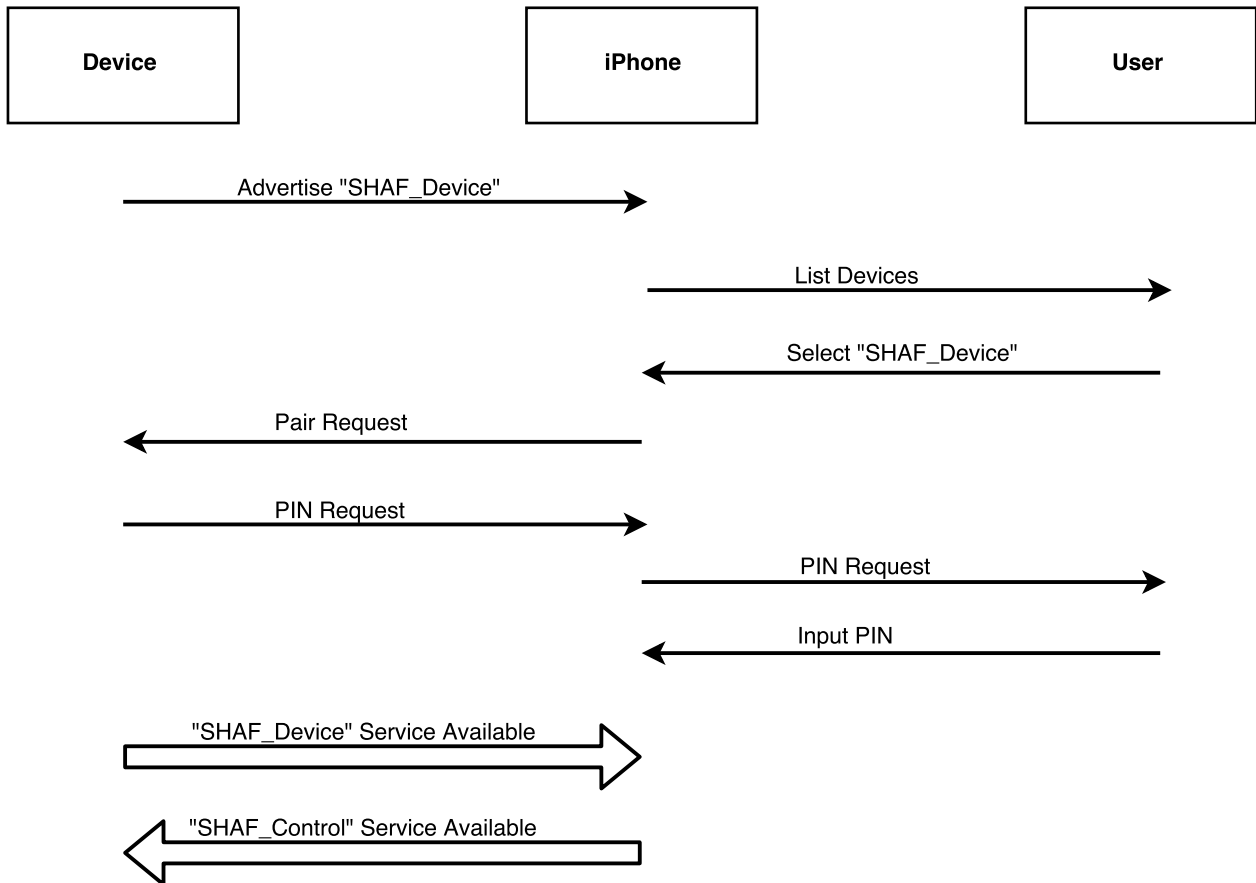 Device
iPhone
User
Advertise "SHAF_Device"
List Devices
Select "SHAF_Device"
Pair Request
PIN Request
PIN Request
Input PIN
"SHAF_Device" Service Available
"SHAF_Control" Service Available